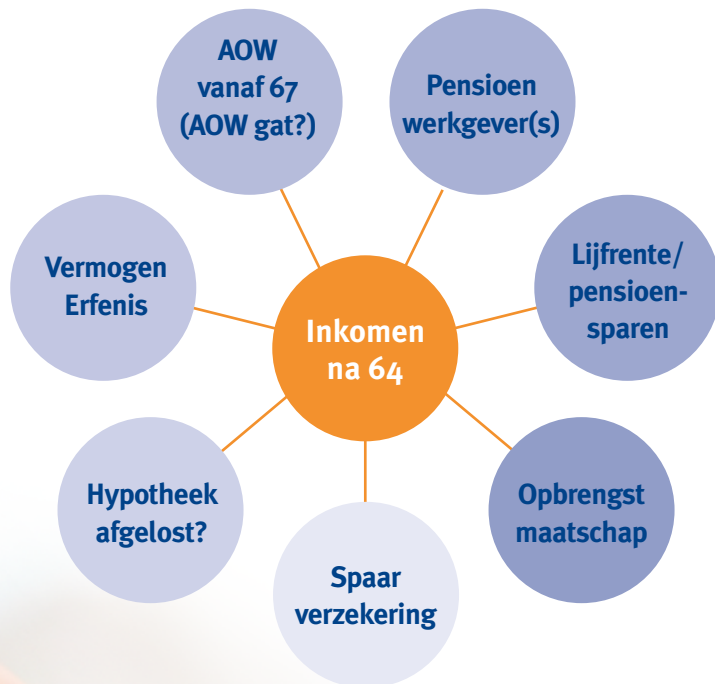 AOW
vanaf 67
(AOW gat?)
Pensioen
werkgever(s)
Vermogen
Erfenis
Lijfrente/
pensioen-
sparen
Inkomen
na 64
Hypotheek
afgelost?
Opbrengst
maatschap
Spaar
verzekering